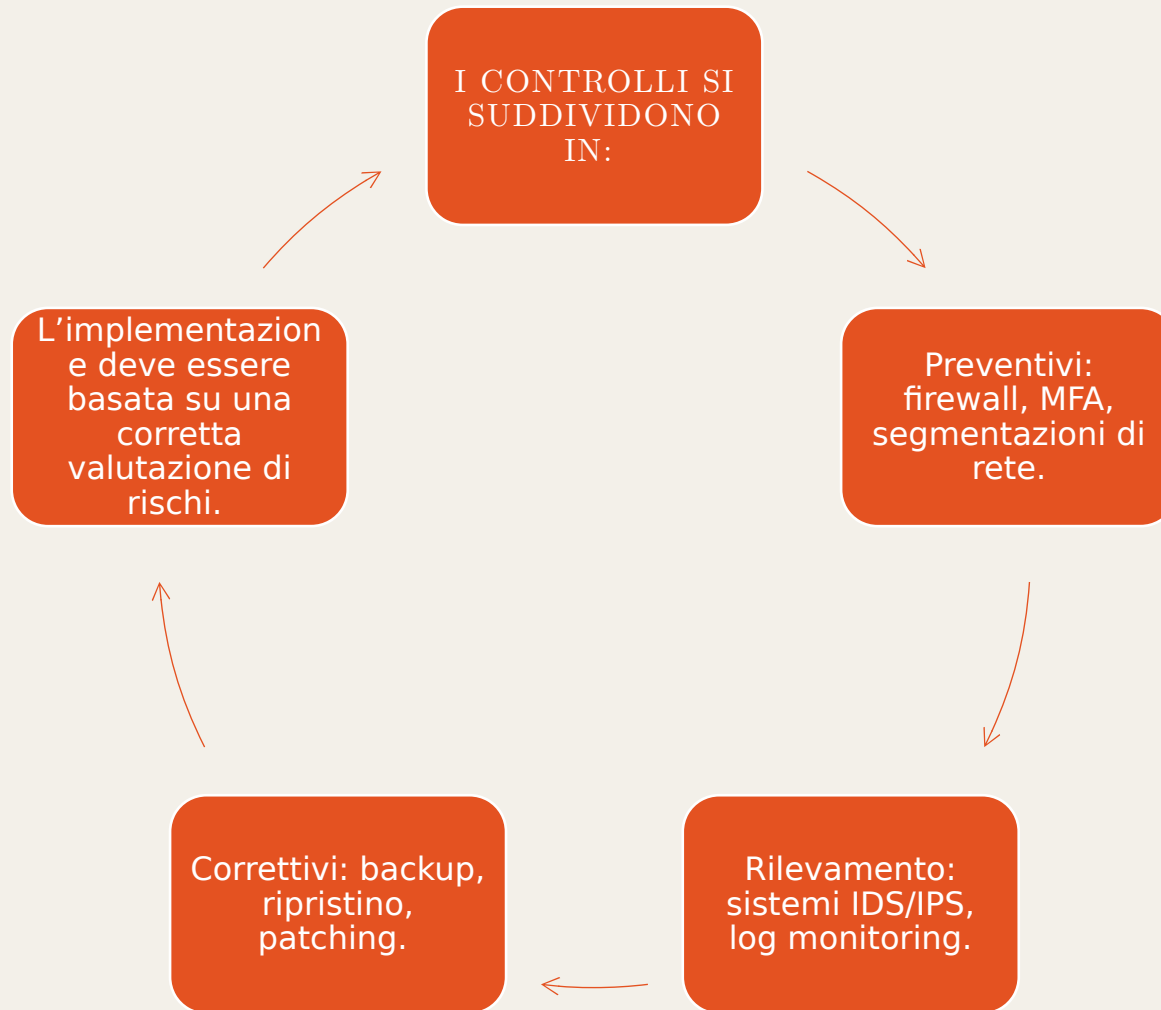 I CONTROLLI SI
SUDDIVIDONO
IN:
Preventivi:
firewall, MFA,
segmentazioni di
rete.
Rilevamento:
sistemi IDS/IPS,
log monitoring.
Correttivi: backup,
ripristino,
patching.
L’implementazion
e deve essere
basata su una
corretta
valutazione di
rischi.